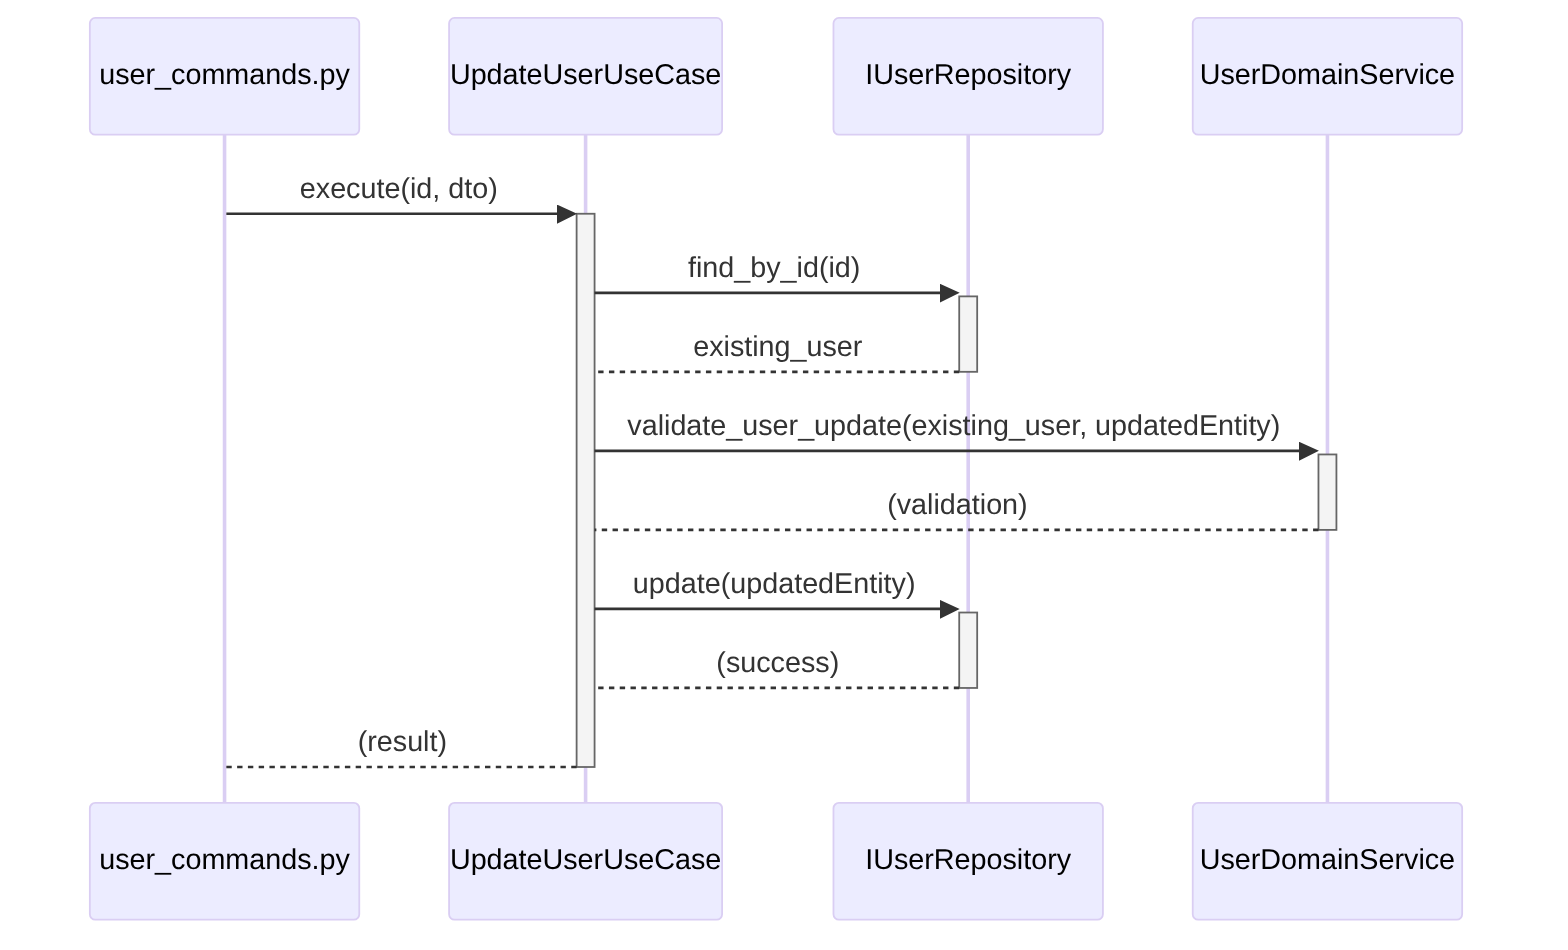 user_commands.py
UpdateUserUseCase
IUserRepository
UserDomainService
execute(id, dto)
find_by_id(id)
existing_user
validate_user_update(existing_user, updatedEntity)
(validation)
update(updatedEntity)
(success)
(result)
user_commands.py
UpdateUserUseCase
IUserRepository
UserDomainService